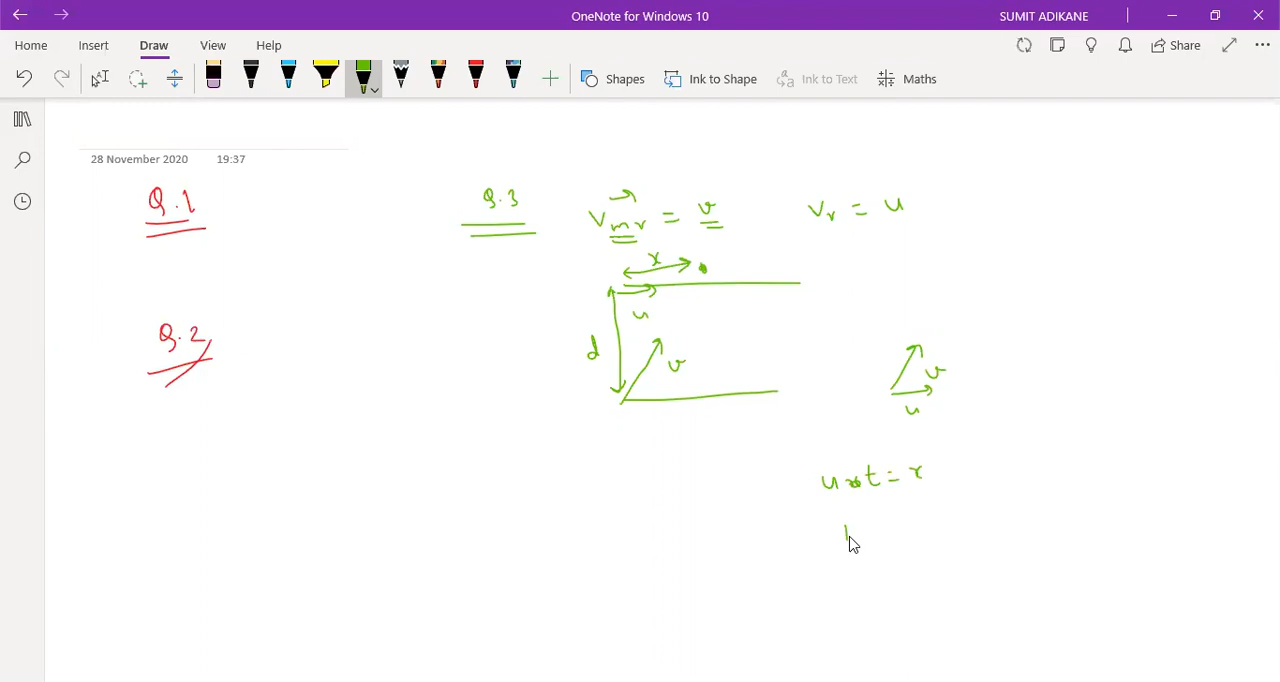 OneNote for Windows 10
SUMIT ADIKANE
Home Insert Draw View Help
Share
Shapes Ink to Shape Ink to Text Maths
28 November 2020 19:37
Q.1
Q.3
Vmr = v
Vr = u
x
u
d
v
Q.2
v
u
u × t = x